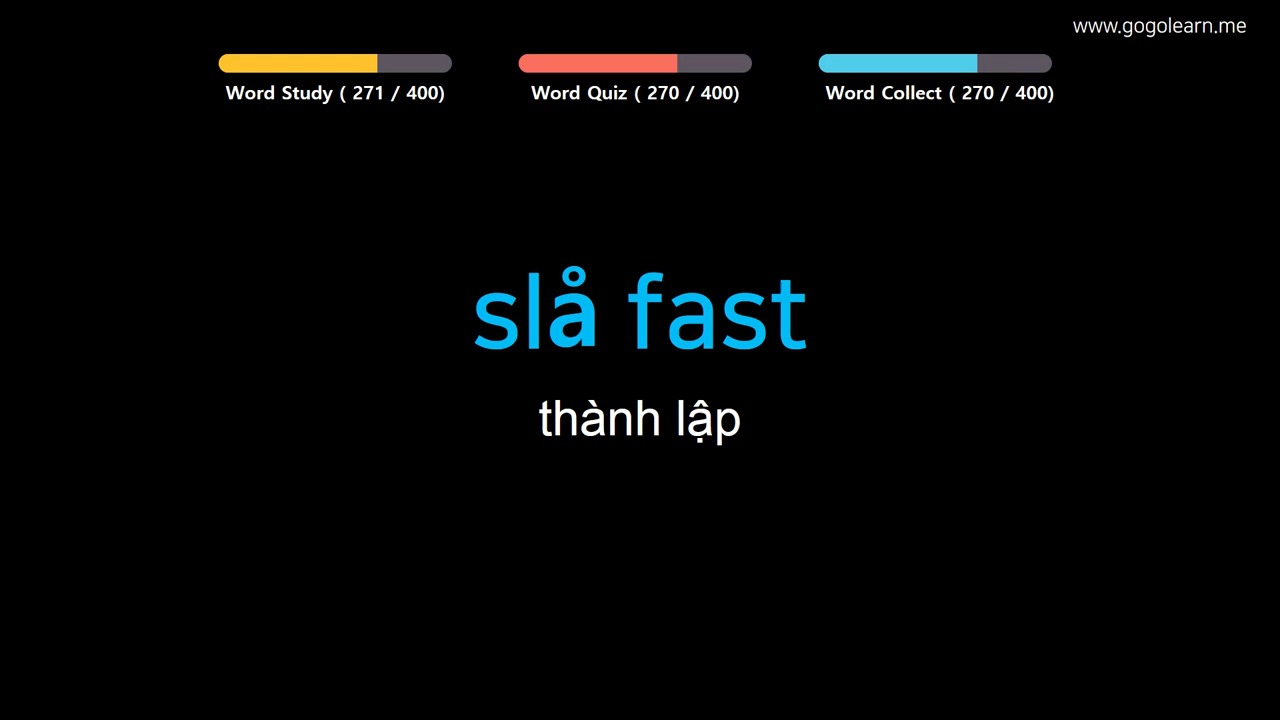 www.gogolearn.me
Word Study ( 271 / 400)
Word Quiz ( 270 / 400)
Word Collect ( 270 / 400)
slå fast
thành lập